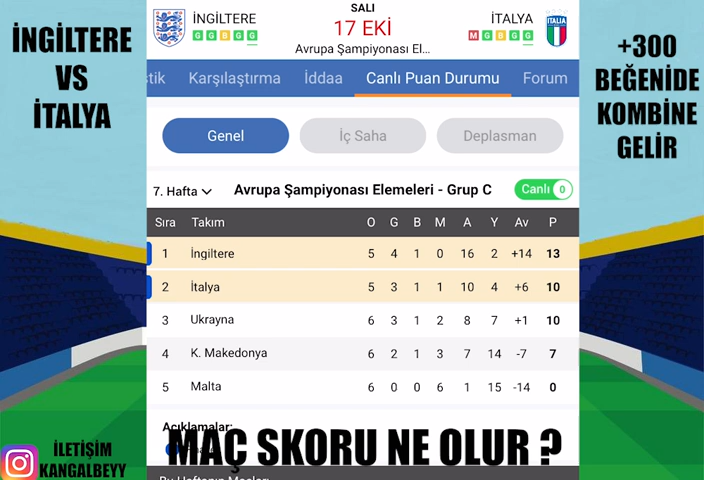 İNGİLTERE
VS
İTALYA
SALI
17 EKİ
Avrupa Şampiyonası El...
İNGİLTERE
G G B G G
İTALYA
M G B G G
ITALIA
+300
BEĞENİDE
KOMBİNE
GELİR
stik Karşılaştırma İddaa Canlı Puan Durumu Forum
Genel İç Saha Deplasman
7. Hafta Avrupa Şampiyonası Elemeleri - Grup C Canlı 0
Sıra Takım O G B M A Y Av P
1 İngiltere 5 4 1 0 16 2 +14 13
2 İtalya 5 3 1 1 10 4 +6 10
3 Ukrayna 6 3 1 2 8 7 +1 10
4 K. Makedonya 6 2 1 3 7 14 -7 7
5 Malta 6 0 0 6 1 15 -14 0
Açıklamalar:
MAÇ SKORU NE OLUR ?
İLETİŞİM
KANGALBEYY
Bu Haftanın Maçları